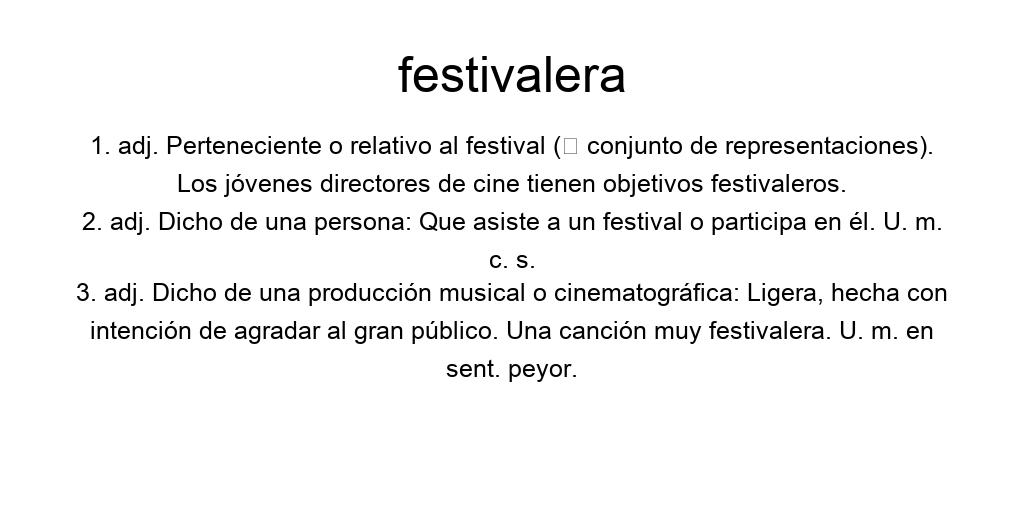 festivalera
1. adj. Perteneciente o relativo al festival (□ conjunto de representaciones).
Los jóvenes directores de cine tienen objetivos festivaleros.
2. adj. Dicho de una persona: Que asiste a un festival o participa en él. U. m.
c. s.
3. adj. Dicho de una producción musical o cinematográfica: Ligera, hecha con
intención de agradar al gran público. Una canción muy festivalera. U. m. en
sent. peyor.